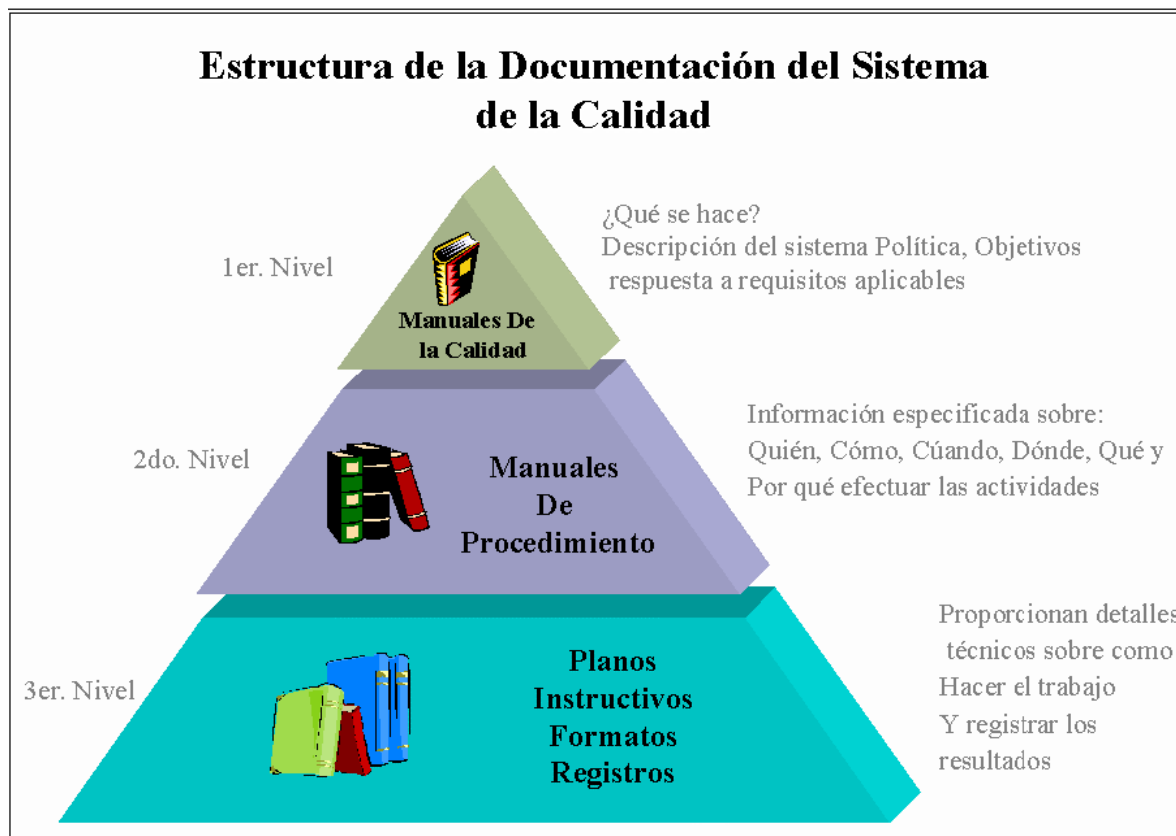 Estructura de la Documentación del Sistema
de la Calidad
1er. Nivel
Manuales De
la Calidad
¿Qué se hace?
Descripción del sistema Política, Objetivos
respuesta a requisitos aplicables
2do. Nivel
Manuales
De
Procedimiento
Información especificada sobre:
Quién, Cómo, Cúando, Dónde, Qué y
Por qué efectuar las actividades
3er. Nivel
Planos
Instructivos
Formatos
Registros
Proporcionan detalles
técnicos sobre como
Hacer el trabajo
Y registrar los
resultados